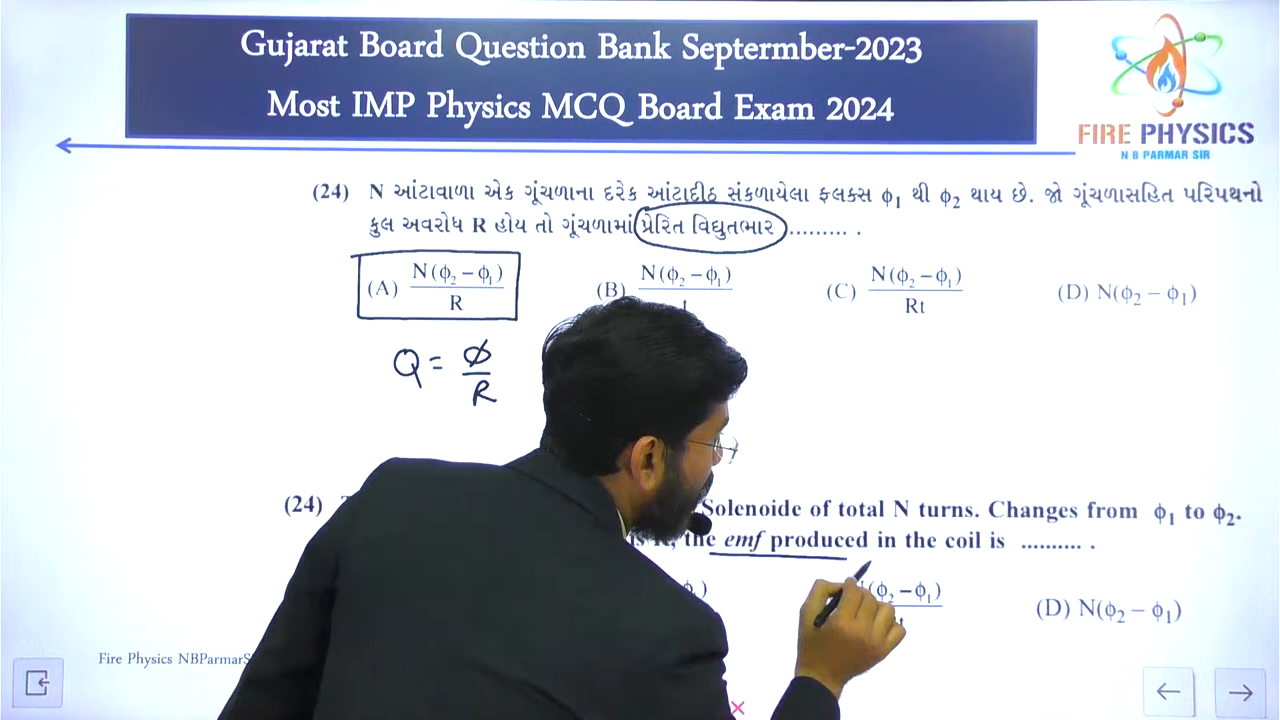 Gujarat Board Question Bank Septermber-2023
Most IMP Physics MCQ Board Exam 2024
FIRE PHYSICS
N B PARMAR SIR
(24) N આંટાવાળા એક ગૂંચળાના દરેક આંટાદીઠ સંકળાયેલા ફ્લક્સ ϕ₁ થી ϕ₂ થાય છે. જો ગૂંચળાસહિત પરિપથનો
કુલ અવરોધ R હોય તો ગૂંચળામાં પ્રેરિત વિદ્યુતભાર ......... .
(A) N(ϕ₂ − ϕ₁) / R (B) N(ϕ₂ − ϕ₁) / t (C) N(ϕ₂ − ϕ₁) / Rt (D) N(ϕ₂ − ϕ₁)
Q = ϕ / R
(24) Solenoide of total N turns. Changes from ϕ₁ to ϕ₂.
the emf produced in the coil is .......... .
(ϕ₂ − ϕ₁) (D) N(ϕ₂ − ϕ₁)
Fire Physics NBParmarS